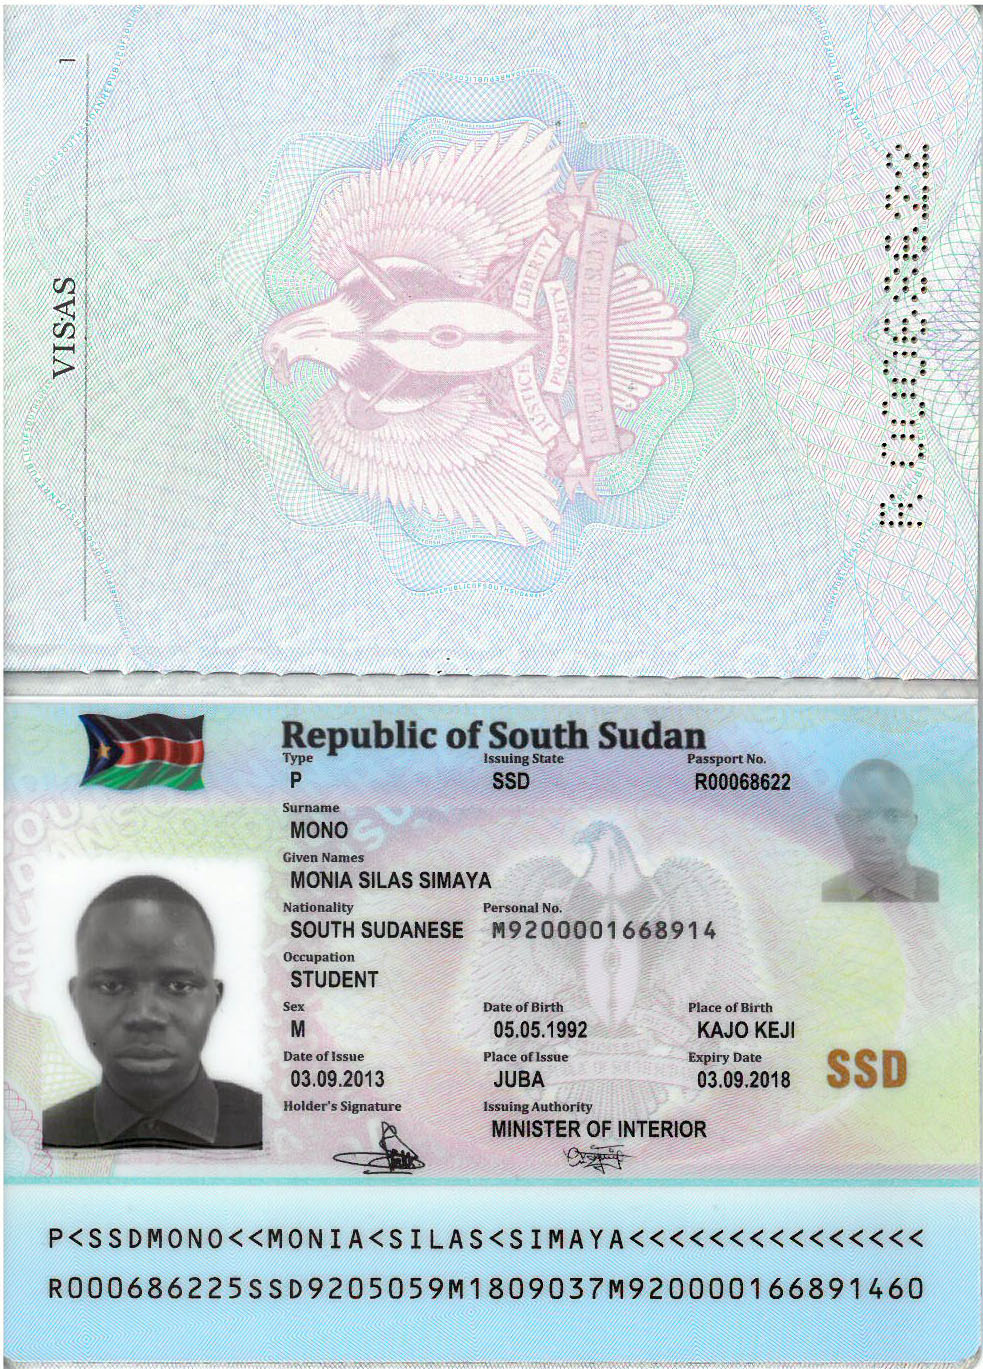 1
VISAS
JUSTICE LIBERTY
PROSPERITY
REPUBLIC OF SOUTH SUDAN
Republic of South Sudan
Type Issuing State Passport No.
P SSD R00068622
Surname
MONO
Given Names
MONIA SILAS SIMAYA
Nationality Personal No.
SOUTH SUDANESE M9200001668914
Occupation
STUDENT
Sex Date of Birth Place of Birth
M 05.05.1992 KAJO KEJI
Date of Issue Place of Issue Expiry Date
03.09.2013 JUBA 03.09.2018
SSD
Holder's Signature Issuing Authority
MINISTER OF INTERIOR
P<SSDMONO<<MONIA<SILAS<SIMAYA<<<<<<<<<<<<<<<
R000686225SSD9205059M1809037M920000166891460